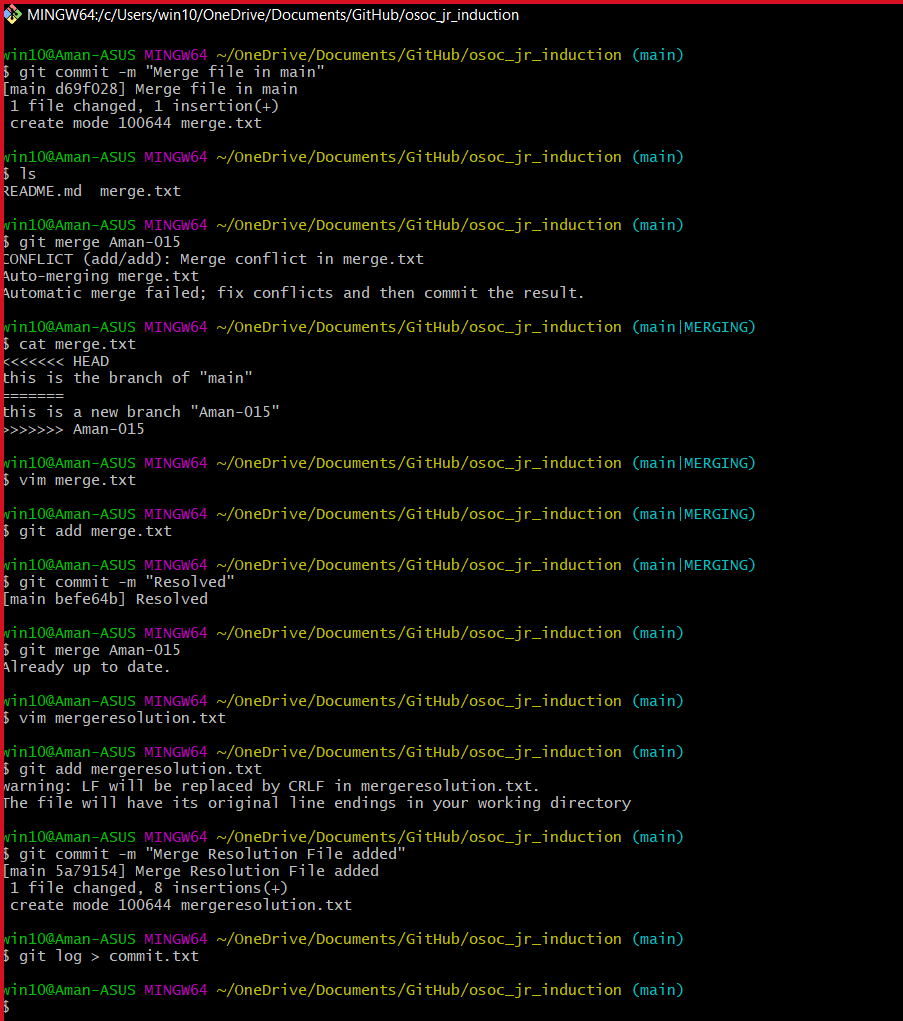 MINGW64:/c/Users/win10/OneDrive/Documents/GitHub/osoc_jr_induction
win10@Aman-ASUS MINGW64 ~/OneDrive/Documents/GitHub/osoc_jr_induction (main)
$ git commit -m "Merge file in main"
[main d69f028] Merge file in main
 1 file changed, 1 insertion(+)
 create mode 100644 merge.txt
win10@Aman-ASUS MINGW64 ~/OneDrive/Documents/GitHub/osoc_jr_induction (main)
$ ls
README.md  merge.txt
win10@Aman-ASUS MINGW64 ~/OneDrive/Documents/GitHub/osoc_jr_induction (main)
$ git merge Aman-015
CONFLICT (add/add): Merge conflict in merge.txt
Auto-merging merge.txt
Automatic merge failed; fix conflicts and then commit the result.
win10@Aman-ASUS MINGW64 ~/OneDrive/Documents/GitHub/osoc_jr_induction (main|MERGING)
$ cat merge.txt
<<<<<<< HEAD
this is the branch of "main"
=======
this is a new branch "Aman-015"
>>>>>>> Aman-015
win10@Aman-ASUS MINGW64 ~/OneDrive/Documents/GitHub/osoc_jr_induction (main|MERGING)
$ vim merge.txt
win10@Aman-ASUS MINGW64 ~/OneDrive/Documents/GitHub/osoc_jr_induction (main|MERGING)
$ git add merge.txt
win10@Aman-ASUS MINGW64 ~/OneDrive/Documents/GitHub/osoc_jr_induction (main|MERGING)
$ git commit -m "Resolved"
[main befe64b] Resolved
win10@Aman-ASUS MINGW64 ~/OneDrive/Documents/GitHub/osoc_jr_induction (main)
$ git merge Aman-015
Already up to date.
win10@Aman-ASUS MINGW64 ~/OneDrive/Documents/GitHub/osoc_jr_induction (main)
$ vim mergeresolution.txt
win10@Aman-ASUS MINGW64 ~/OneDrive/Documents/GitHub/osoc_jr_induction (main)
$ git add mergeresolution.txt
warning: LF will be replaced by CRLF in mergeresolution.txt.
The file will have its original line endings in your working directory
win10@Aman-ASUS MINGW64 ~/OneDrive/Documents/GitHub/osoc_jr_induction (main)
$ git commit -m "Merge Resolution File added"
[main 5a79154] Merge Resolution File added
 1 file changed, 8 insertions(+)
 create mode 100644 mergeresolution.txt
win10@Aman-ASUS MINGW64 ~/OneDrive/Documents/GitHub/osoc_jr_induction (main)
$ git log > commit.txt
win10@Aman-ASUS MINGW64 ~/OneDrive/Documents/GitHub/osoc_jr_induction (main)
$